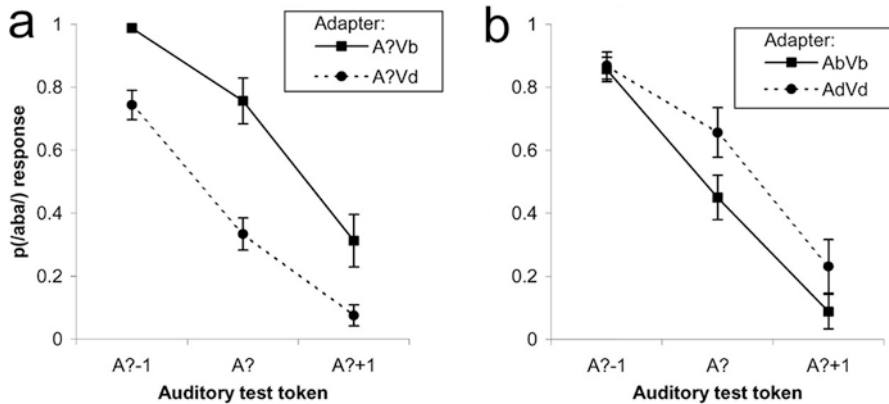 a
Adapter:
A?Vb
A?Vd
p(/aba/) response
1
0.8
0.6
0.4
0.2
0
A?-1 A? A?+1
Auditory test token
b
Adapter:
AbVb
AdVd
1
0.8
0.6
0.4
0.2
0
A?-1 A? A?+1
Auditory test token